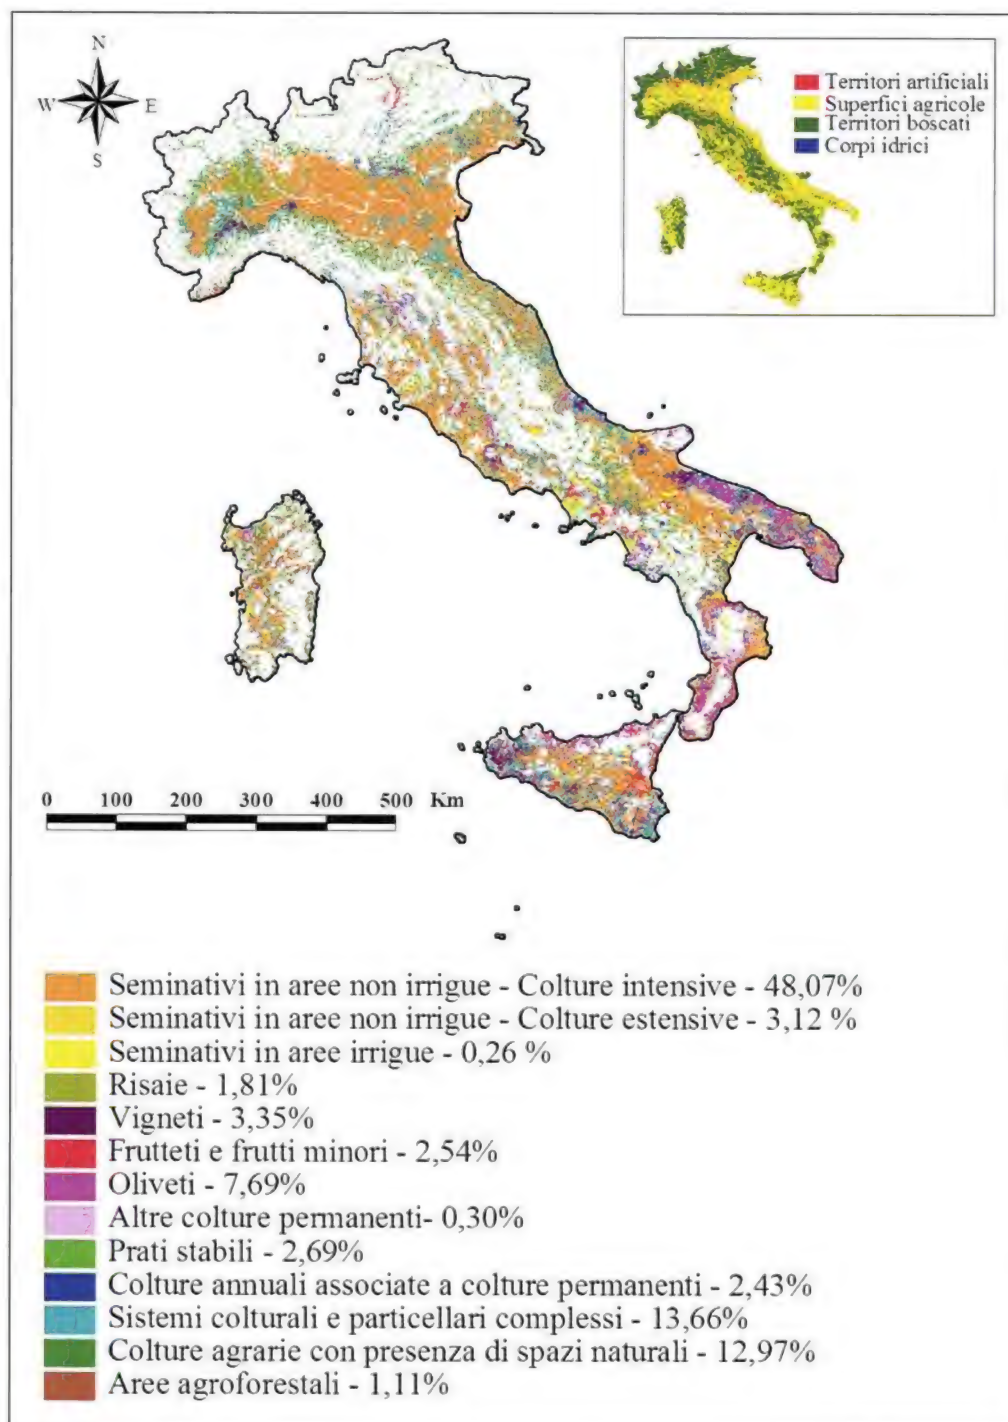 N
W E
S
Territori artificiali
Superfici agricole
Territori boscati
Corpi idrici
0 100 200 300 400 500 Km
Seminativi in aree non irrigue - Colture intensive - 48,07%
Seminativi in aree non irrigue - Colture estensive - 3,12 %
Seminativi in aree irrigue - 0,26 %
Risaie - 1,81%
Vigneti - 3,35%
Frutteti e frutti minori - 2,54%
Oliveti - 7,69%
Altre colture permanenti- 0,30%
Prati stabili - 2,69%
Colture annuali associate a colture permanenti - 2,43%
Sistemi colturali e particellari complessi - 13,66%
Colture agrarie con presenza di spazi naturali - 12,97%
Aree agroforestali - 1,11%